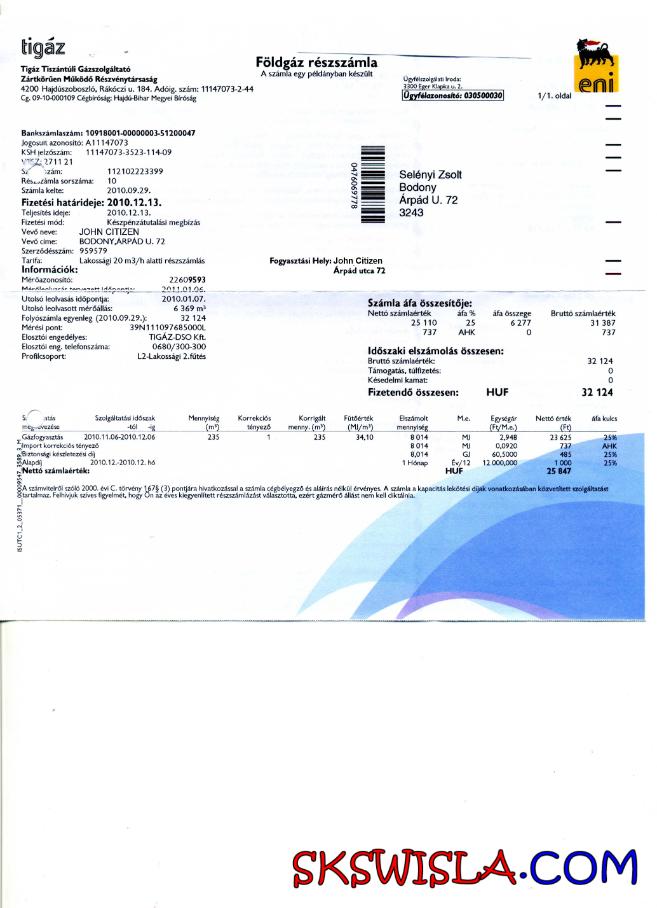 tigáz
Tigáz Tiszántúli Gázszolgáltató
Zártkörűen Működő Részvénytársaság
4200 Hajdúszoboszló, Rákóczi u. 184. Adóig. szám: 11147073-2-44
Cg. 09-10-000109 Cégbíróság: Hajdú-Bihar Megyei Bíróság
Földgáz részszámla
A számla egy példányban készült
Ügyfélszolgálati Iroda:
3300 Eger Klapka u. 2.
Ügyfélazonosító: 030500030
1/1. oldal
eni
Bankszámlaszám: 10918001-00000003-51200047
Jogosult azonosító: A11147073
KSH jelzőszám: 11147073-3523-114-09
2711 21
112102223399
Részszámla sorszáma: 10
Számla kelte: 2010.09.29.
Fizetési határideje: 2010.12.13.
Teljesítés ideje: 2010.12.13.
Fizetési mód: Készpénzátutalási megbízás
Vevő neve: JOHN CITIZEN
Vevő címe: BODONY,ÁRPÁD U. 72
Szerződésszám: 959579
Tarifa: Lakossági 20 m3/h alatti részszámlás
0476069778
Selényi Zsolt
Bodony
Árpád U. 72
3243
Fogyasztási Hely: John Citizen
Árpád utca 72
Információk:
Mérőazonosító: 22609593
Mérőleolvasás tervezett időpontja: 2011.01.06.
Utolsó leolvasás időpontja: 2010.01.07.
Utolsó leolvasott mérőállás: 6 369 m³
Folyószámla egyenleg (2010.09.29.): 32 124
Mérési pont: 39N111097685000L
Elosztói engedélyes: TIGÁZ-DSO Kft.
Elosztói eng. telefonszáma: 0680/300-300
Profilcsoport: L2-Lakossági 2.fűtés
Számla áfa összesítője:
Nettó számlaérték áfa % áfa összege Bruttó számlaérték
25 110 25 6 277 31 387
737 AHK 0 737
Időszaki elszámolás összesen:
Bruttó számlaérték: 32 124
Támogatás, túlfizetés: 0
Késedelmi kamat: 0
Fizetendő összesen: HUF 32 124
Szolgáltatási időszak Mennyiség Korrekciós Korrigált Fűtőérték Elszámolt M.e. Egységár Nettó érték áfa kulcs
-tól -ig (m³) tényező menny. (m³) (MJ/m³) mennyiség (Ft/M.e.) (Ft)
Gázfogyasztás 2010.11.06-2010.12.06 235 1 235 34,10 8 014 MJ 2,948 23 625 25%
Import korrekciós tényező 8 014 MJ 0,0920 737 AHK
Biztonsági készletezési díj 8,014 GJ 60,5000 485 25%
Alapdíj 2010.12.-2010.12. hó 1 Hónap Év/12 12 000,000 1 000 25%
Nettó számlaérték: HUF 25 847
A számvitelről szóló 2000. évi C. törvény 167§ (3) pontjára hivatkozással a számla cégbélyegző és aláírás nélkül érvényes. A számla a kapacitás lekötési díjak vonatkozásában közvetített szolgáltatást
tartalmaz. Felhívjuk szíves figyelmét, hogy Ön az éves kiegyenlített részszámlázást választotta, ezért gázmérő állást nem kell diktálnia.
SKSWISLA.COM